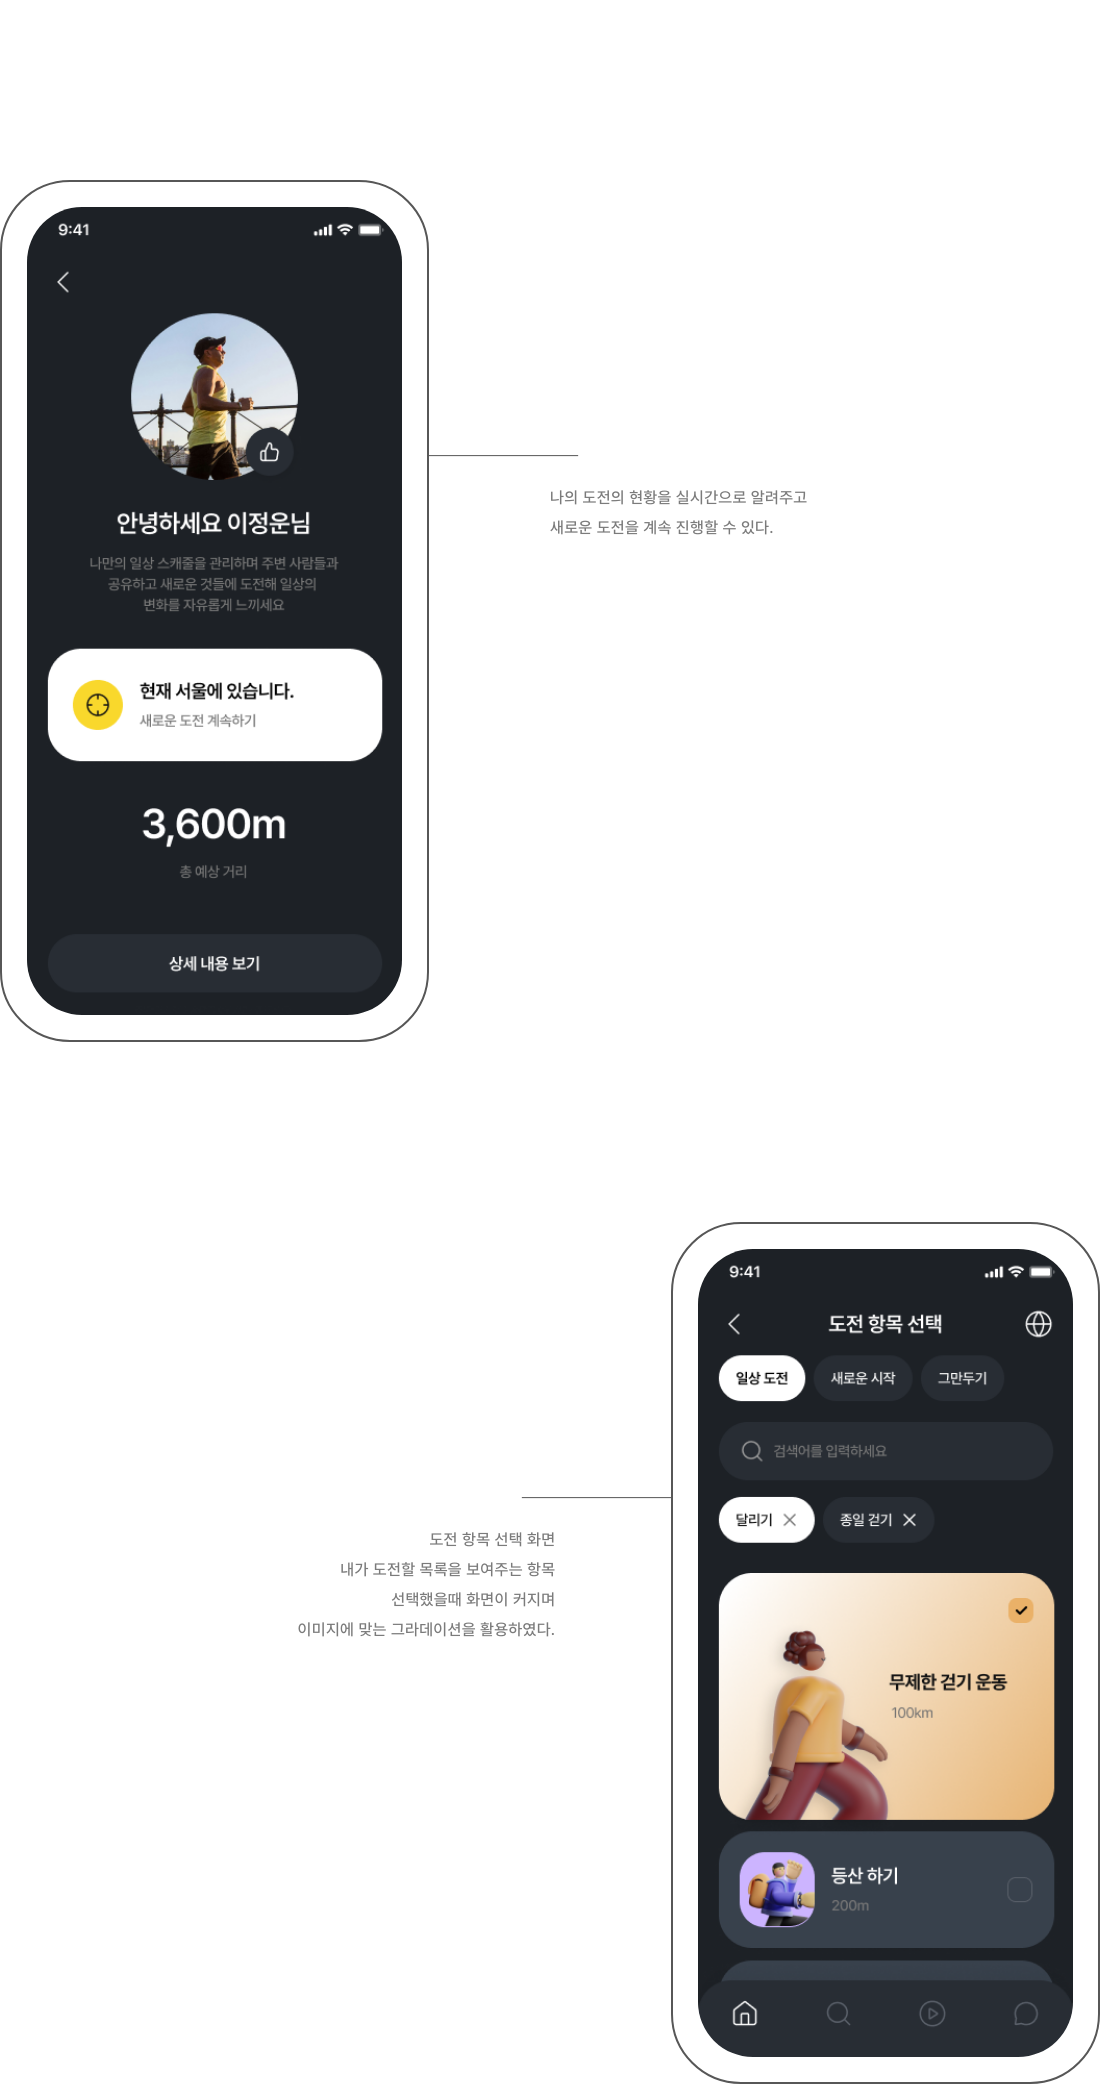 9:41
안녕하세요 이정운님
나만의 일상 스캐줄을 관리하며 주변 사람들과
공유하고 새로운 것들에 도전해 일상의
변화를 자유롭게 느끼세요
현재 서울에 있습니다.
새로운 도전 계속하기
3,600m
총 예상 거리
상세 내용 보기
나의 도전의 현황을 실시간으로 알려주고
새로운 도전을 계속 진행할 수 있다.
도전 항목 선택 화면
내가 도전할 목록을 보여주는 항목
선택했을때 화면이 커지며
이미지에 맞는 그라데이션을 활용하였다.
9:41
도전 항목 선택
일상 도전 새로운 시작 그만두기
검색어를 입력하세요
달리기 종일 걷기
무제한 걷기 운동
100km
등산 하기
200m